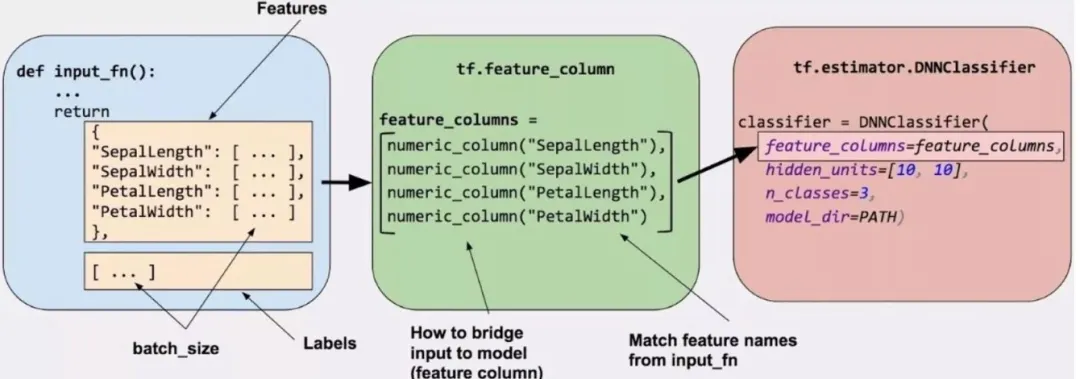 Features
def input_fn():
...
return
{
"SepalLength": [ ... ],
"SepalWidth": [ ... ],
"PetalLength": [ ... ],
"PetalWidth": [ ... ]
},
[ ... ]
batch_size
Labels
tf.feature_column
feature_columns =
numeric_column("SepalLength"),
numeric_column("SepalWidth"),
numeric_column("PetalLength"),
numeric_column("PetalWidth")
How to bridge
input to model
(feature column)
Match feature names
from input_fn
tf.estimator.DNNClassifier
classifier = DNNClassifier(
feature_columns=feature_columns,
hidden_units=[10, 10],
n_classes=3,
model_dir=PATH)